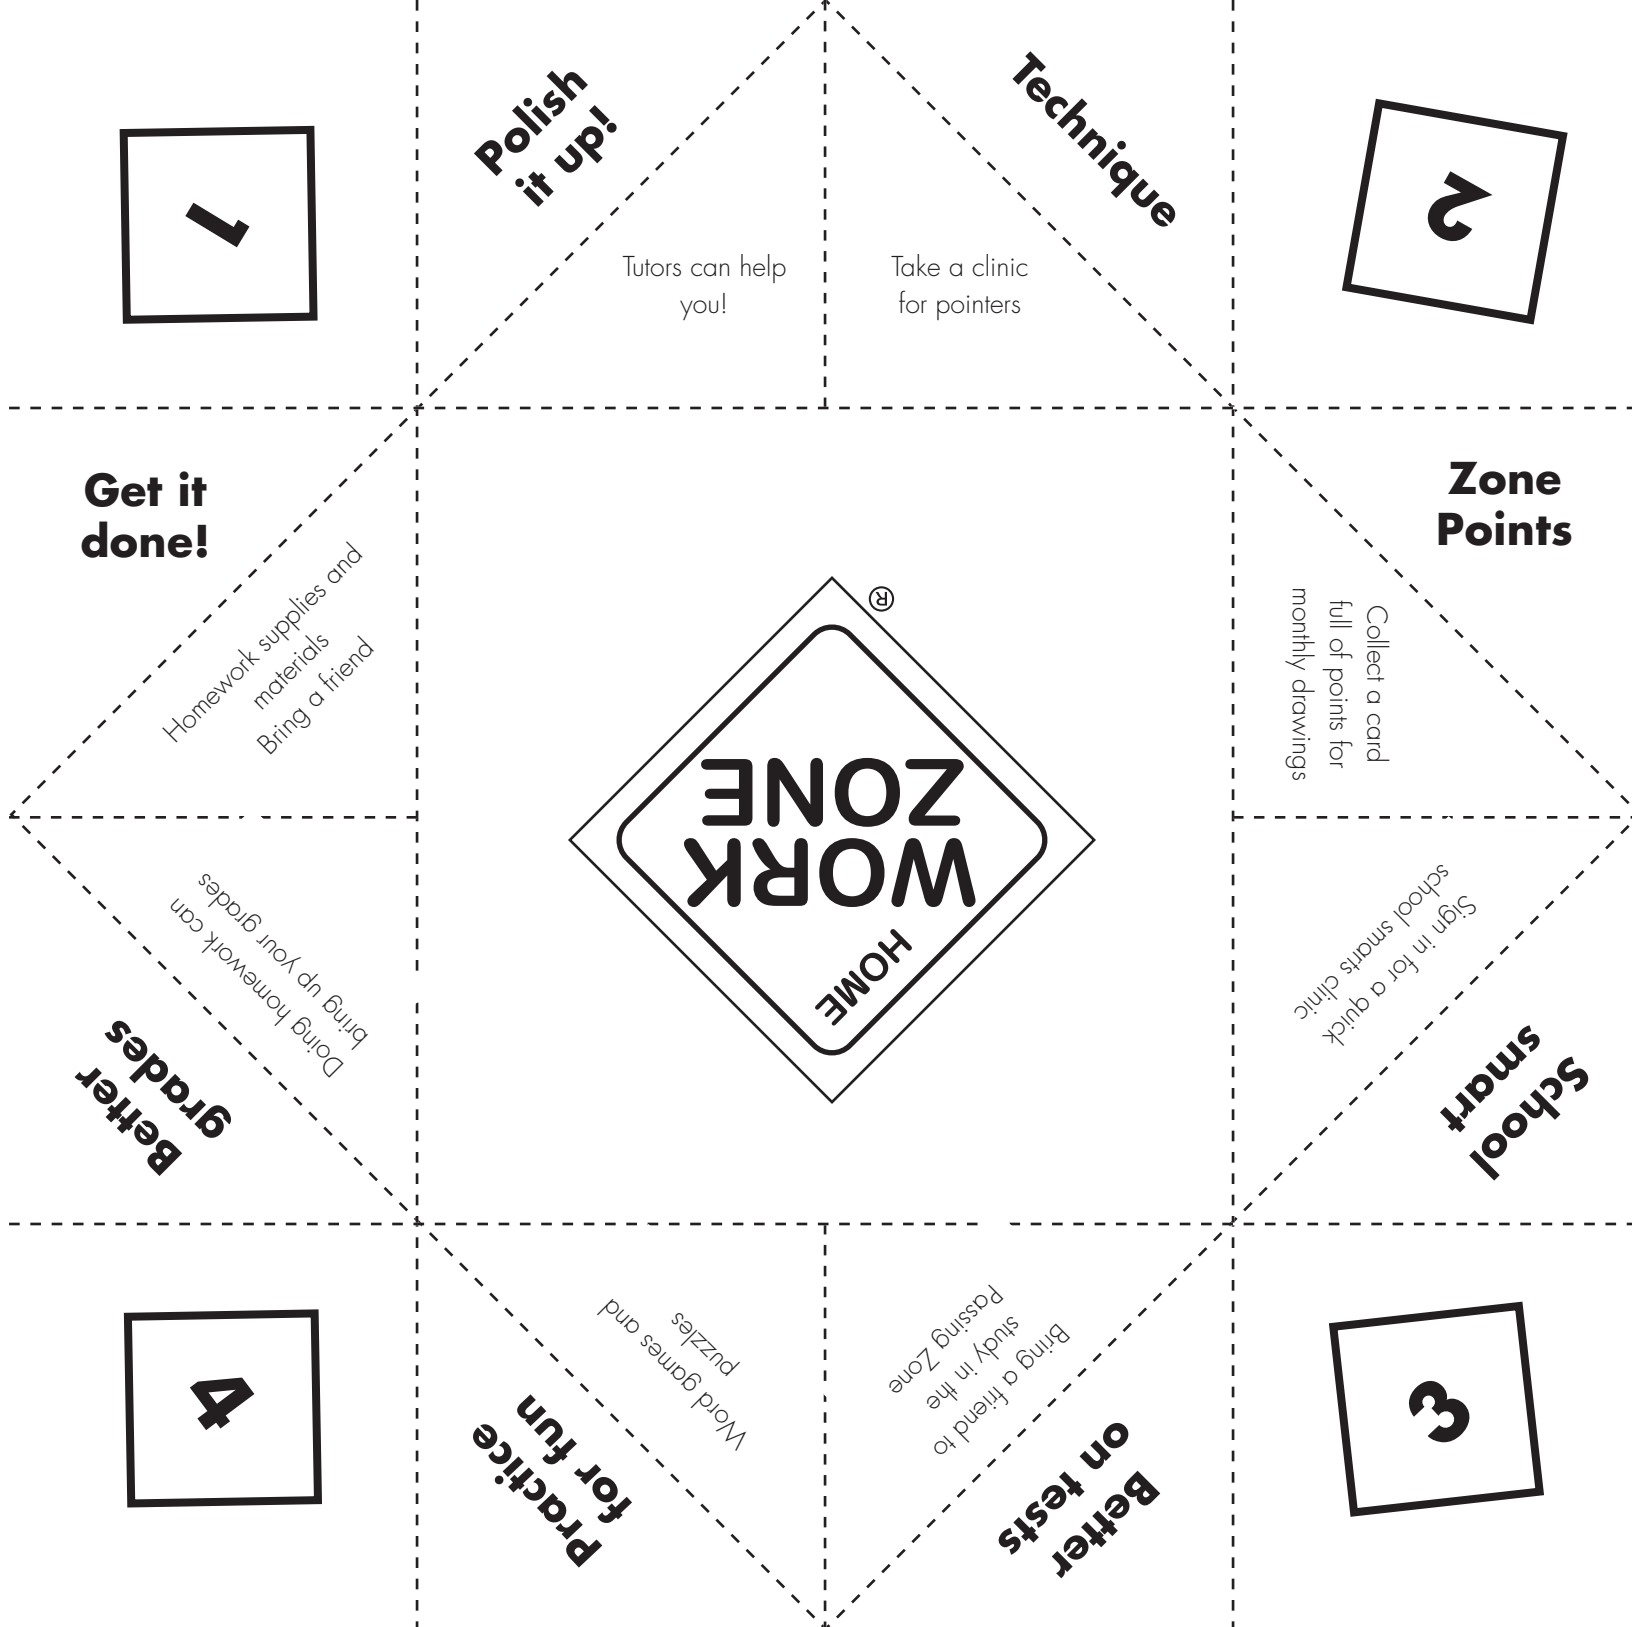 1
Polish
it up!
Tutors can help
you!
Technique
Take a clinic
for pointers
2
Get it
done!
Homework supplies and
materials
Bring a friend
Zone
Points
Collect a card
full of points for
monthly drawings
®
HOME
WORK
ZONE
Better
grades
Doing homework can
bring up your grades
School
smart
Sign in for a quick
school smarts clinic
4
Practice
for fun
Word games and
puzzles
Better
on tests
Bring a friend to
study in the
Passing Zone
3